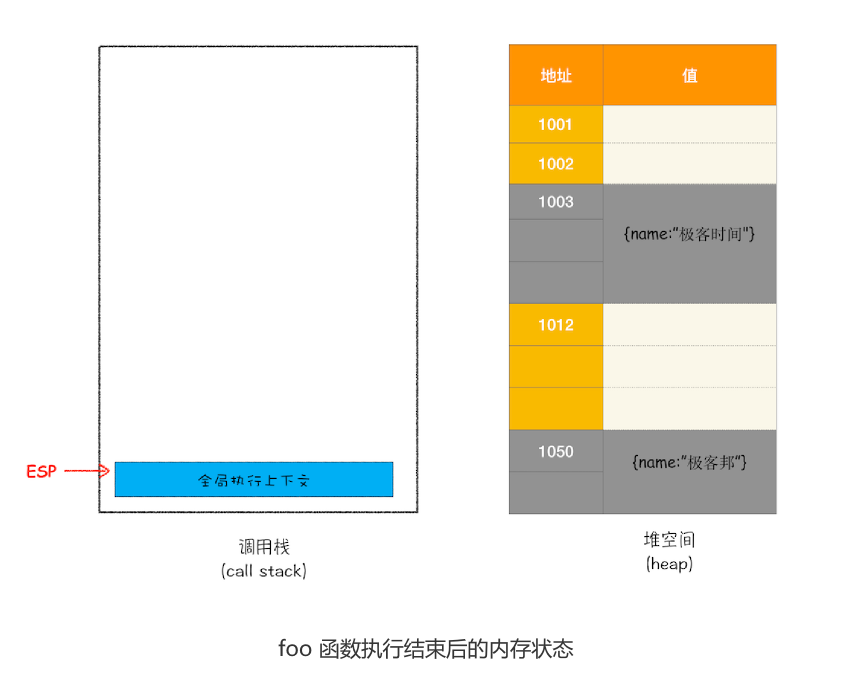 地址 值
1001
1002
1003
{name:"极客时间"}
1012
1050
{name:"极客邦"}
ESP
全局执行上下文
调用栈
(call stack)
堆空间
(heap)
foo 函数执行结束后的内存状态